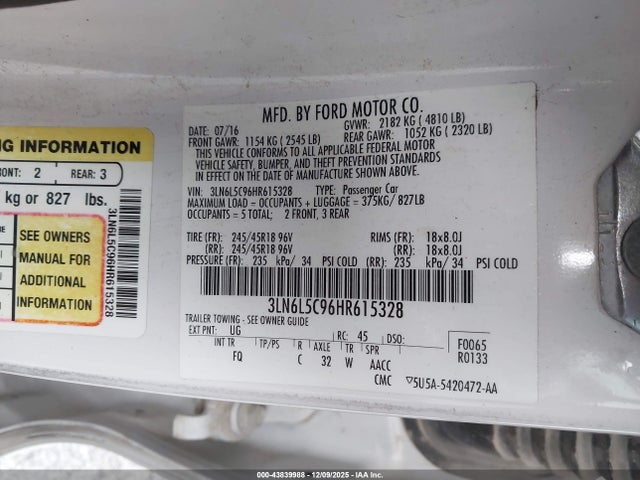 NG INFORMATION
ONT: 2 REAR: 3
kg or 827 lbs.
SEE OWNERS
MANUAL FOR
ADDITIONAL
INFORMATION
3LN6L5C96HR615328
MFD. BY FORD MOTOR CO.
DATE: 07/16 GVWR: 2182 KG ( 4810 LB)
FRONT GAWR: 1154 KG ( 2545 LB) REAR GAWR: 1052 KG ( 2320 LB)
THIS VEHICLE CONFORMS TO ALL APPLICABLE FEDERAL MOTOR
VEHICLE SAFETY, BUMPER, AND THEFT PREVENTION STANDARDS
IN EFFECT ON THE DATE OF MANUFACTURE SHOWN ABOVE.
VIN: 3LN6L5C96HR615328 TYPE: Passenger Car
MAXIMUM LOAD = OCCUPANTS + LUGGAGE = 375KG/ 827LB
OCCUPANTS = 5 TOTAL; 2 FRONT, 3 REAR
TIRE (FR): 245/45R18 96V RIMS (FR): 18x8.0J
(RR): 245/45R18 96V (RR): 18x8.0J
PRESSURE (FR): 235 kPa/ 34 PSI COLD (RR): 235 kPa/ 34 PSI COLD
3LN6L5C96HR615328
TRAILER TOWING - SEE OWNER GUIDE
EXT PNT: UG RC: 45 DSO: F0065
INT TR TP/PS R AXLE TR SPR R0133
FQ C 32 W AACC
CMC 5U5A-5420472-AA
000-43839988 - 12/09/2025 - IAA, Inc.